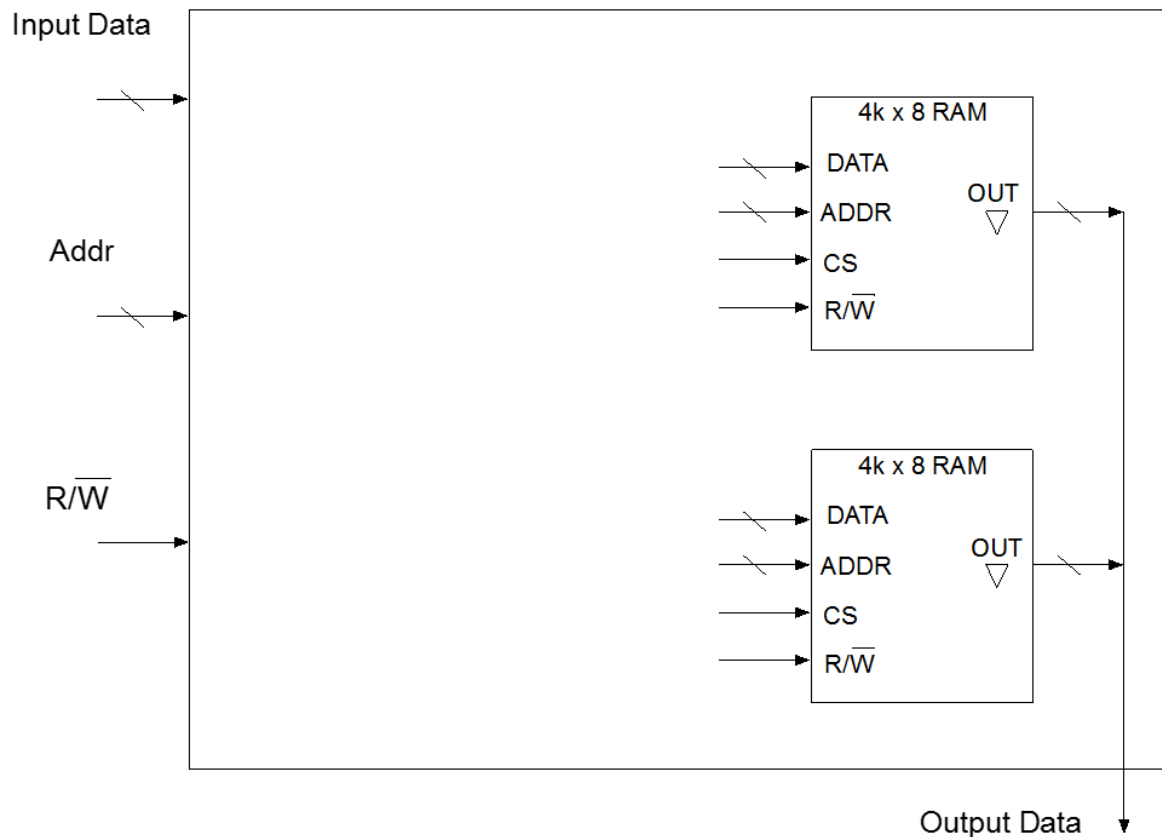 Input Data
4k x 8 RAM
DATA
OUT
ADDR
Addr
CS
R/W̅
4k x 8 RAM
R/W̅
DATA
OUT
ADDR
CS
R/W̅
Output Data